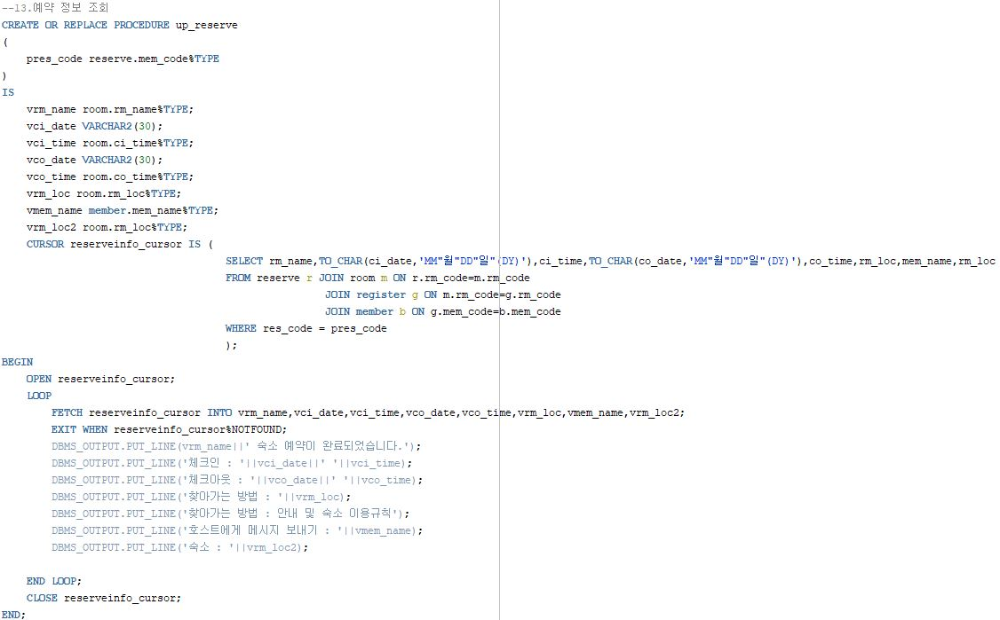 --13.예약 정보 조회
CREATE OR REPLACE PROCEDURE up_reserve
(
    pres_code reserve.mem_code%TYPE
)
IS
    vrm_name room.rm_name%TYPE;
    vci_date VARCHAR2(30);
    vci_time room.ci_time%TYPE;
    vco_date VARCHAR2(30);
    vco_time room.co_time%TYPE;
    vrm_loc room.rm_loc%TYPE;
    vmem_name member.mem_name%TYPE;
    vrm_loc2 room.rm_loc%TYPE;
    CURSOR reserveinfo_cursor IS (
                                    SELECT rm_name,TO_CHAR(ci_date,'MM"월"DD"일"(DY)'),ci_time,TO_CHAR(co_date,'MM"월"DD"일"(DY)'),co_time,rm_loc,mem_name,rm_loc
                                    FROM reserve r JOIN room m ON r.rm_code=m.rm_code
                                                    JOIN register g ON m.rm_code=g.rm_code
                                                    JOIN member b ON g.mem_code=b.mem_code
                                    WHERE res_code = pres_code
                                    );
BEGIN
    OPEN reserveinfo_cursor;
    LOOP
        FETCH reserveinfo_cursor INTO vrm_name,vci_date,vci_time,vco_date,vco_time,vrm_loc,vmem_name,vrm_loc2;
        EXIT WHEN reserveinfo_cursor%NOTFOUND;
        DBMS_OUTPUT.PUT_LINE(vrm_name||' 숙소 예약이 완료되었습니다.');
        DBMS_OUTPUT.PUT_LINE('체크인 : '||vci_date||' '||vci_time);
        DBMS_OUTPUT.PUT_LINE('체크아웃 : '||vco_date||' '||vco_time);
        DBMS_OUTPUT.PUT_LINE('찾아가는 방법 : '||vrm_loc);
        DBMS_OUTPUT.PUT_LINE('찾아가는 방법 : 안내 및 숙소 이용규칙');
        DBMS_OUTPUT.PUT_LINE('호스트에게 메시지 보내기 : '||vmem_name);
        DBMS_OUTPUT.PUT_LINE('숙소 : '||vrm_loc2);
    END LOOP;
    CLOSE reserveinfo_cursor;
END;